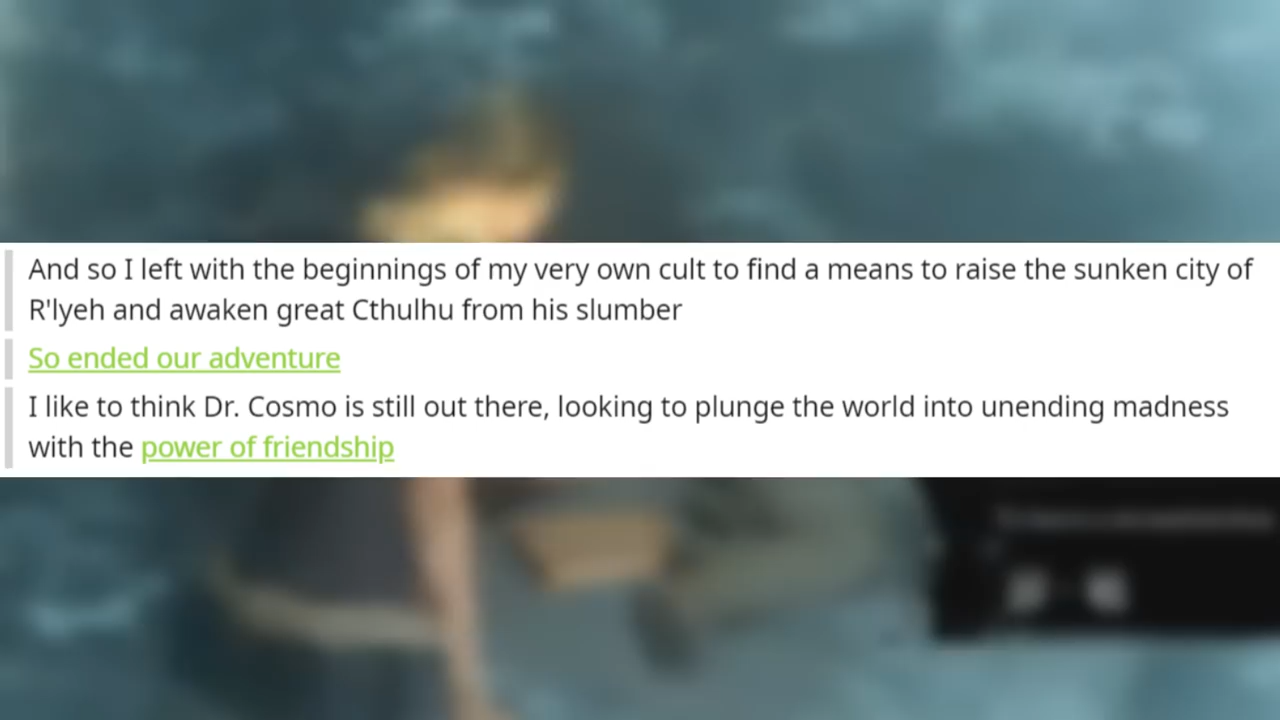 And so I left with the beginnings of my very own cult to find a means to raise the sunken city of
R'lyeh and awaken great Cthulhu from his slumber
So ended our adventure
I like to think Dr. Cosmo is still out there, looking to plunge the world into unending madness
with the power of friendship